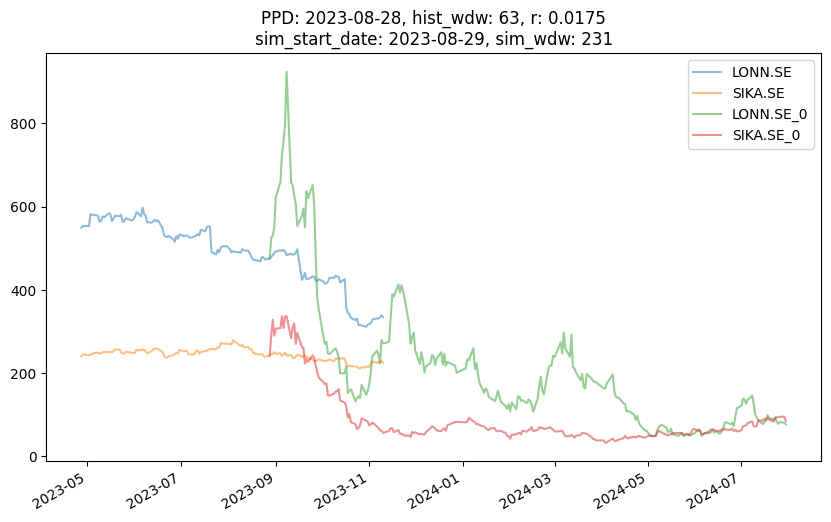 PPD: 2023-08-28, hist_wdw: 63, r: 0.0175
sim_start_date: 2023-08-29, sim_wdw: 231
LONN.SE
SIKA.SE
LONN.SE_0
SIKA.SE_0
800
600
400
200
0
2023-05
2023-07
2023-09
2023-11
2024-01
2024-03
2024-05
2024-07